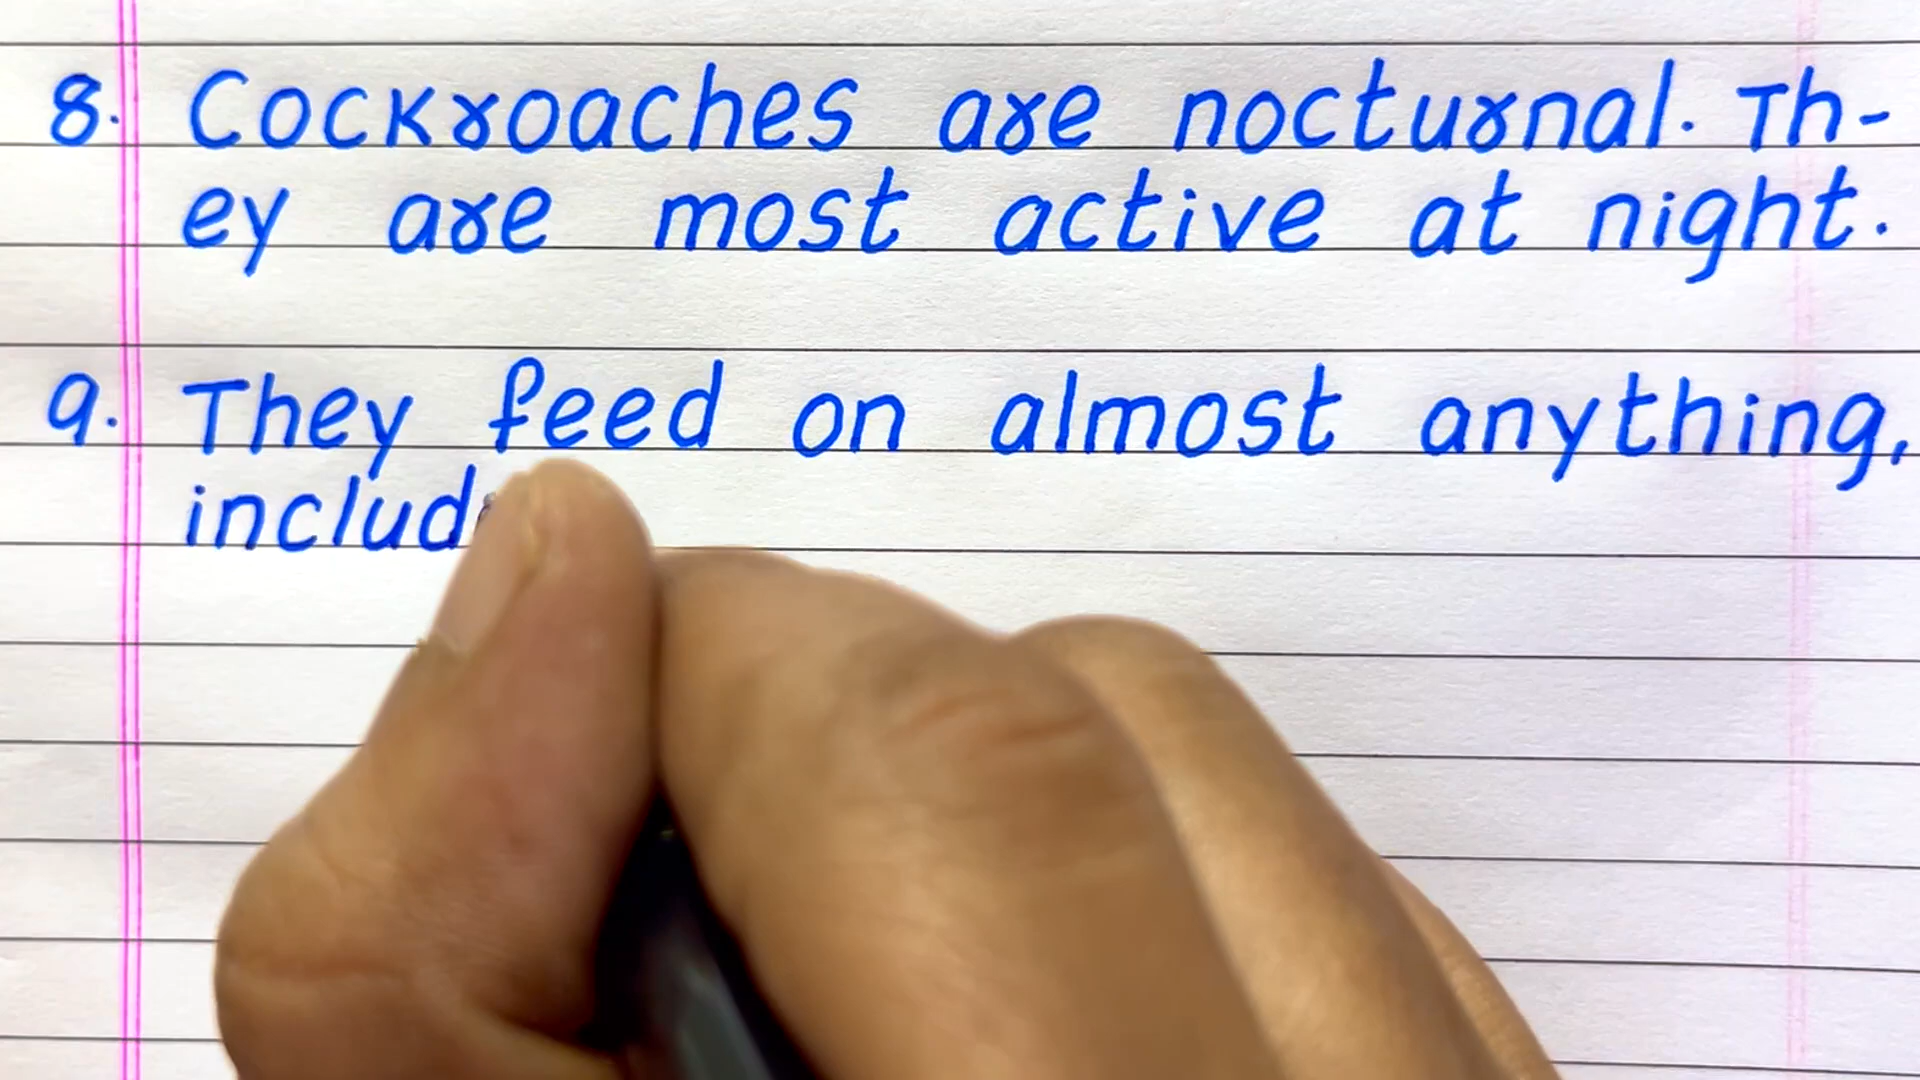 8. Cockroaches are nocturnal. Th-
ey are most active at night.
9. They feed on almost anything,
includ